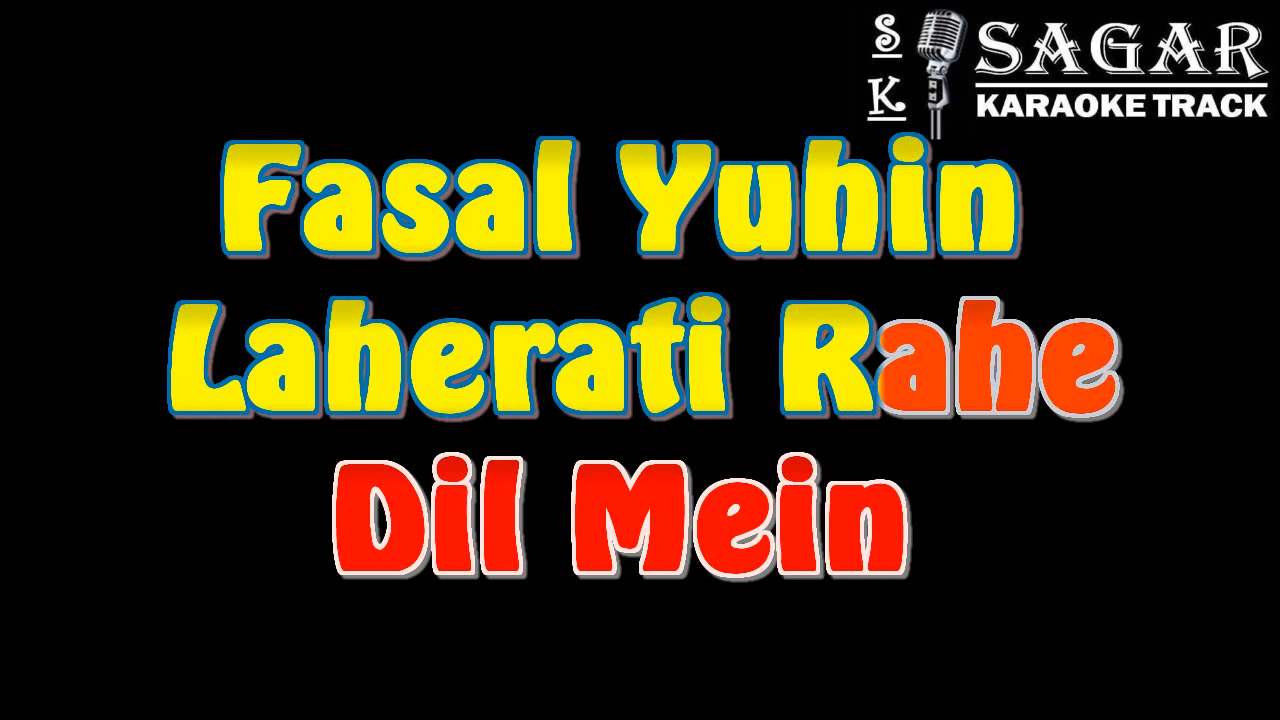 S
K
SAGAR
KARAOKE TRACK
Fasal Yuhin
Laherati Rahe
Dil Mein